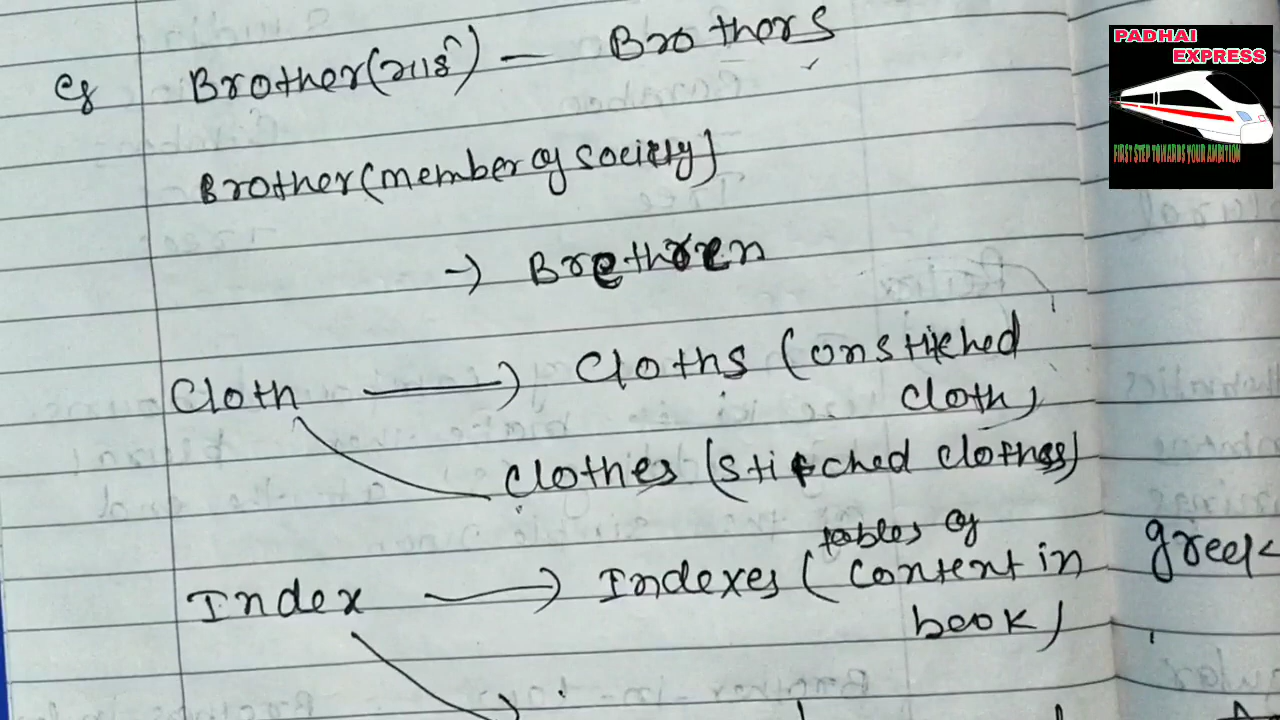 eg Brother (भाई) — Brothers
Brother (member of society)
→ Brethren
Cloth → Cloths (onstitched
cloth)
Clothes (stitched clothes)
tables of
Index → Indexes (content in
book)
greek
PADHAI
EXPRESS
FIRST STEP TOWARDS YOUR AMBITION